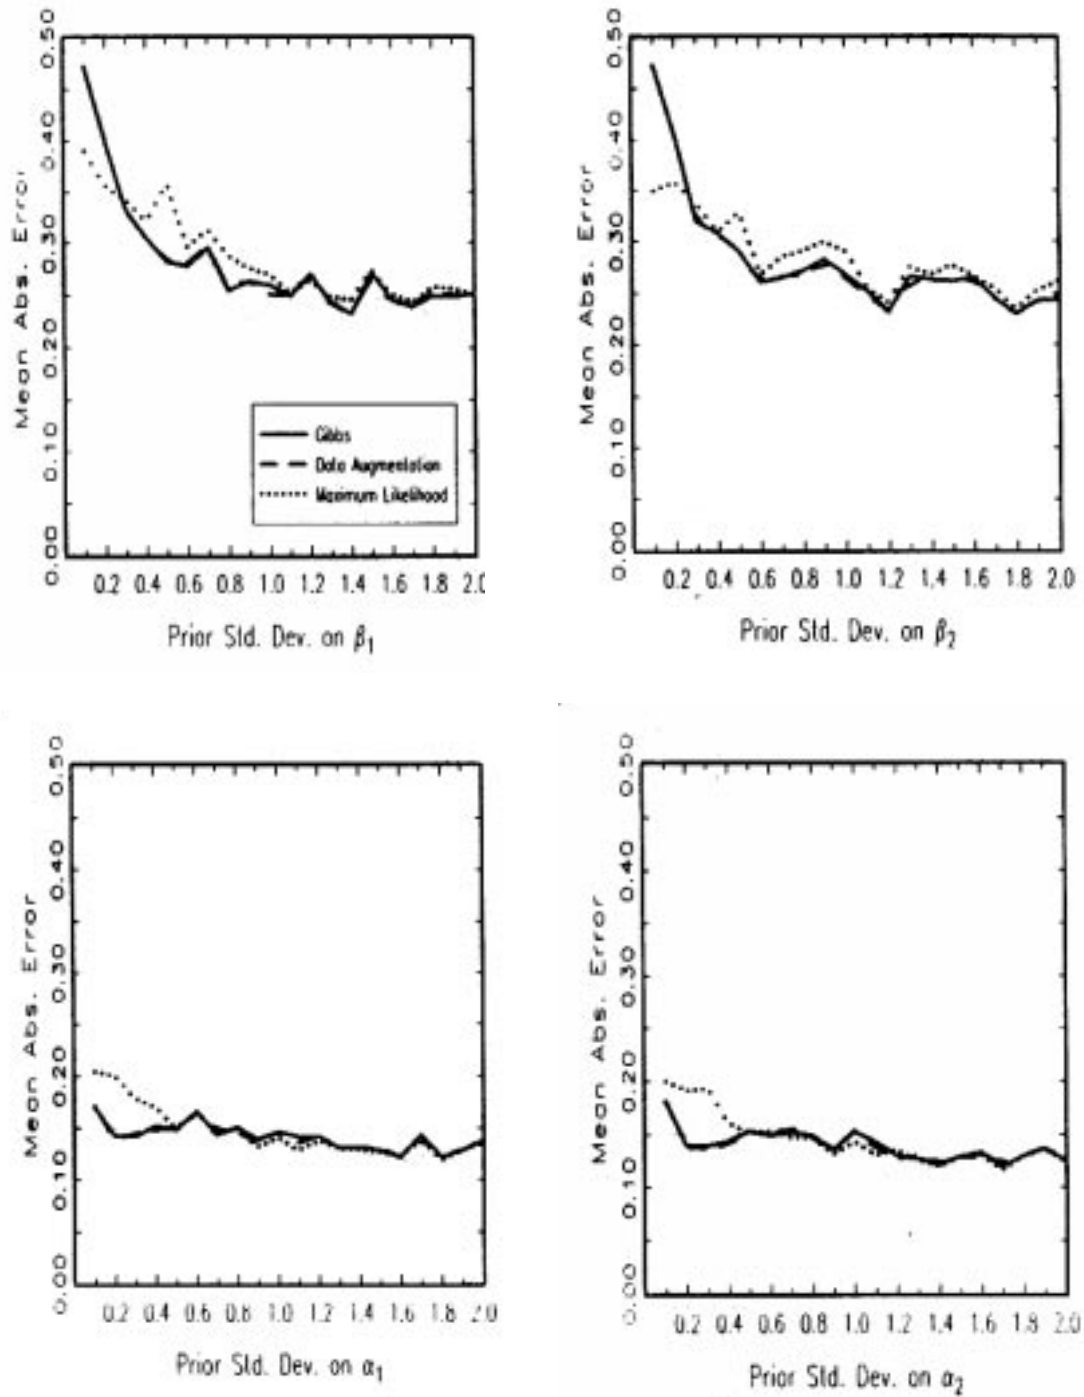 0.50
0.40
0.30
0.20
0.10
0.00
Mean Abs. Error
Gibbs
Data Augmentation
Maximum Likelihood
0.2 0.4 0.6 0.8 1.0 1.2 1.4 1.6 1.8 2.0
Prior Std. Dev. on β₁
0.50
0.40
0.30
0.20
0.10
0.00
Mean Abs. Error
0.2 0.4 0.6 0.8 1.0 1.2 1.4 1.6 1.8 2.0
Prior Std. Dev. on β₂
0.50
0.40
0.30
0.20
0.10
0.00
Mean Abs. Error
0.2 0.4 0.6 0.8 1.0 1.2 1.4 1.6 1.8 2.0
Prior Std. Dev. on α₁
0.50
0.40
0.30
0.20
0.10
0.00
Mean Abs. Error
0.2 0.4 0.6 0.8 1.0 1.2 1.4 1.6 1.8 2.0
Prior Std. Dev. on α₂